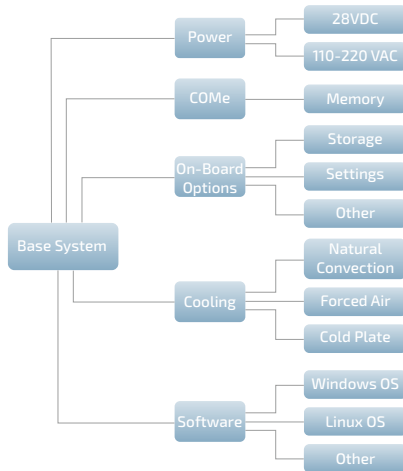 28VDC
Power
110-220 VAC
COMe
Memory
Storage
On-Board
Options
Settings
Other
Base System
Natural
Convection
Cooling
Forced Air
Cold Plate
Windows OS
Software
Linux OS
Other